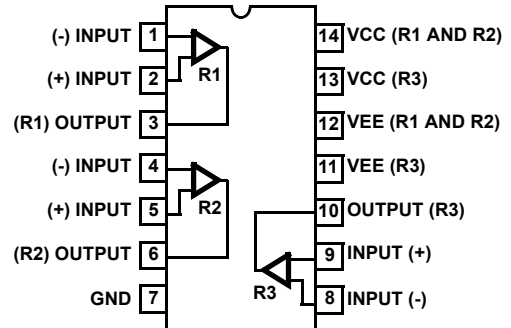 (-) INPUT 1
(+) INPUT 2
(R1) OUTPUT 3
(-) INPUT 4
(+) INPUT 5
(R2) OUTPUT 6
GND 7
R1
R2
R3
14 VCC (R1 AND R2)
13 VCC (R3)
12 VEE (R1 AND R2)
11 VEE (R3)
10 OUTPUT (R3)
9 INPUT (+)
8 INPUT (-)